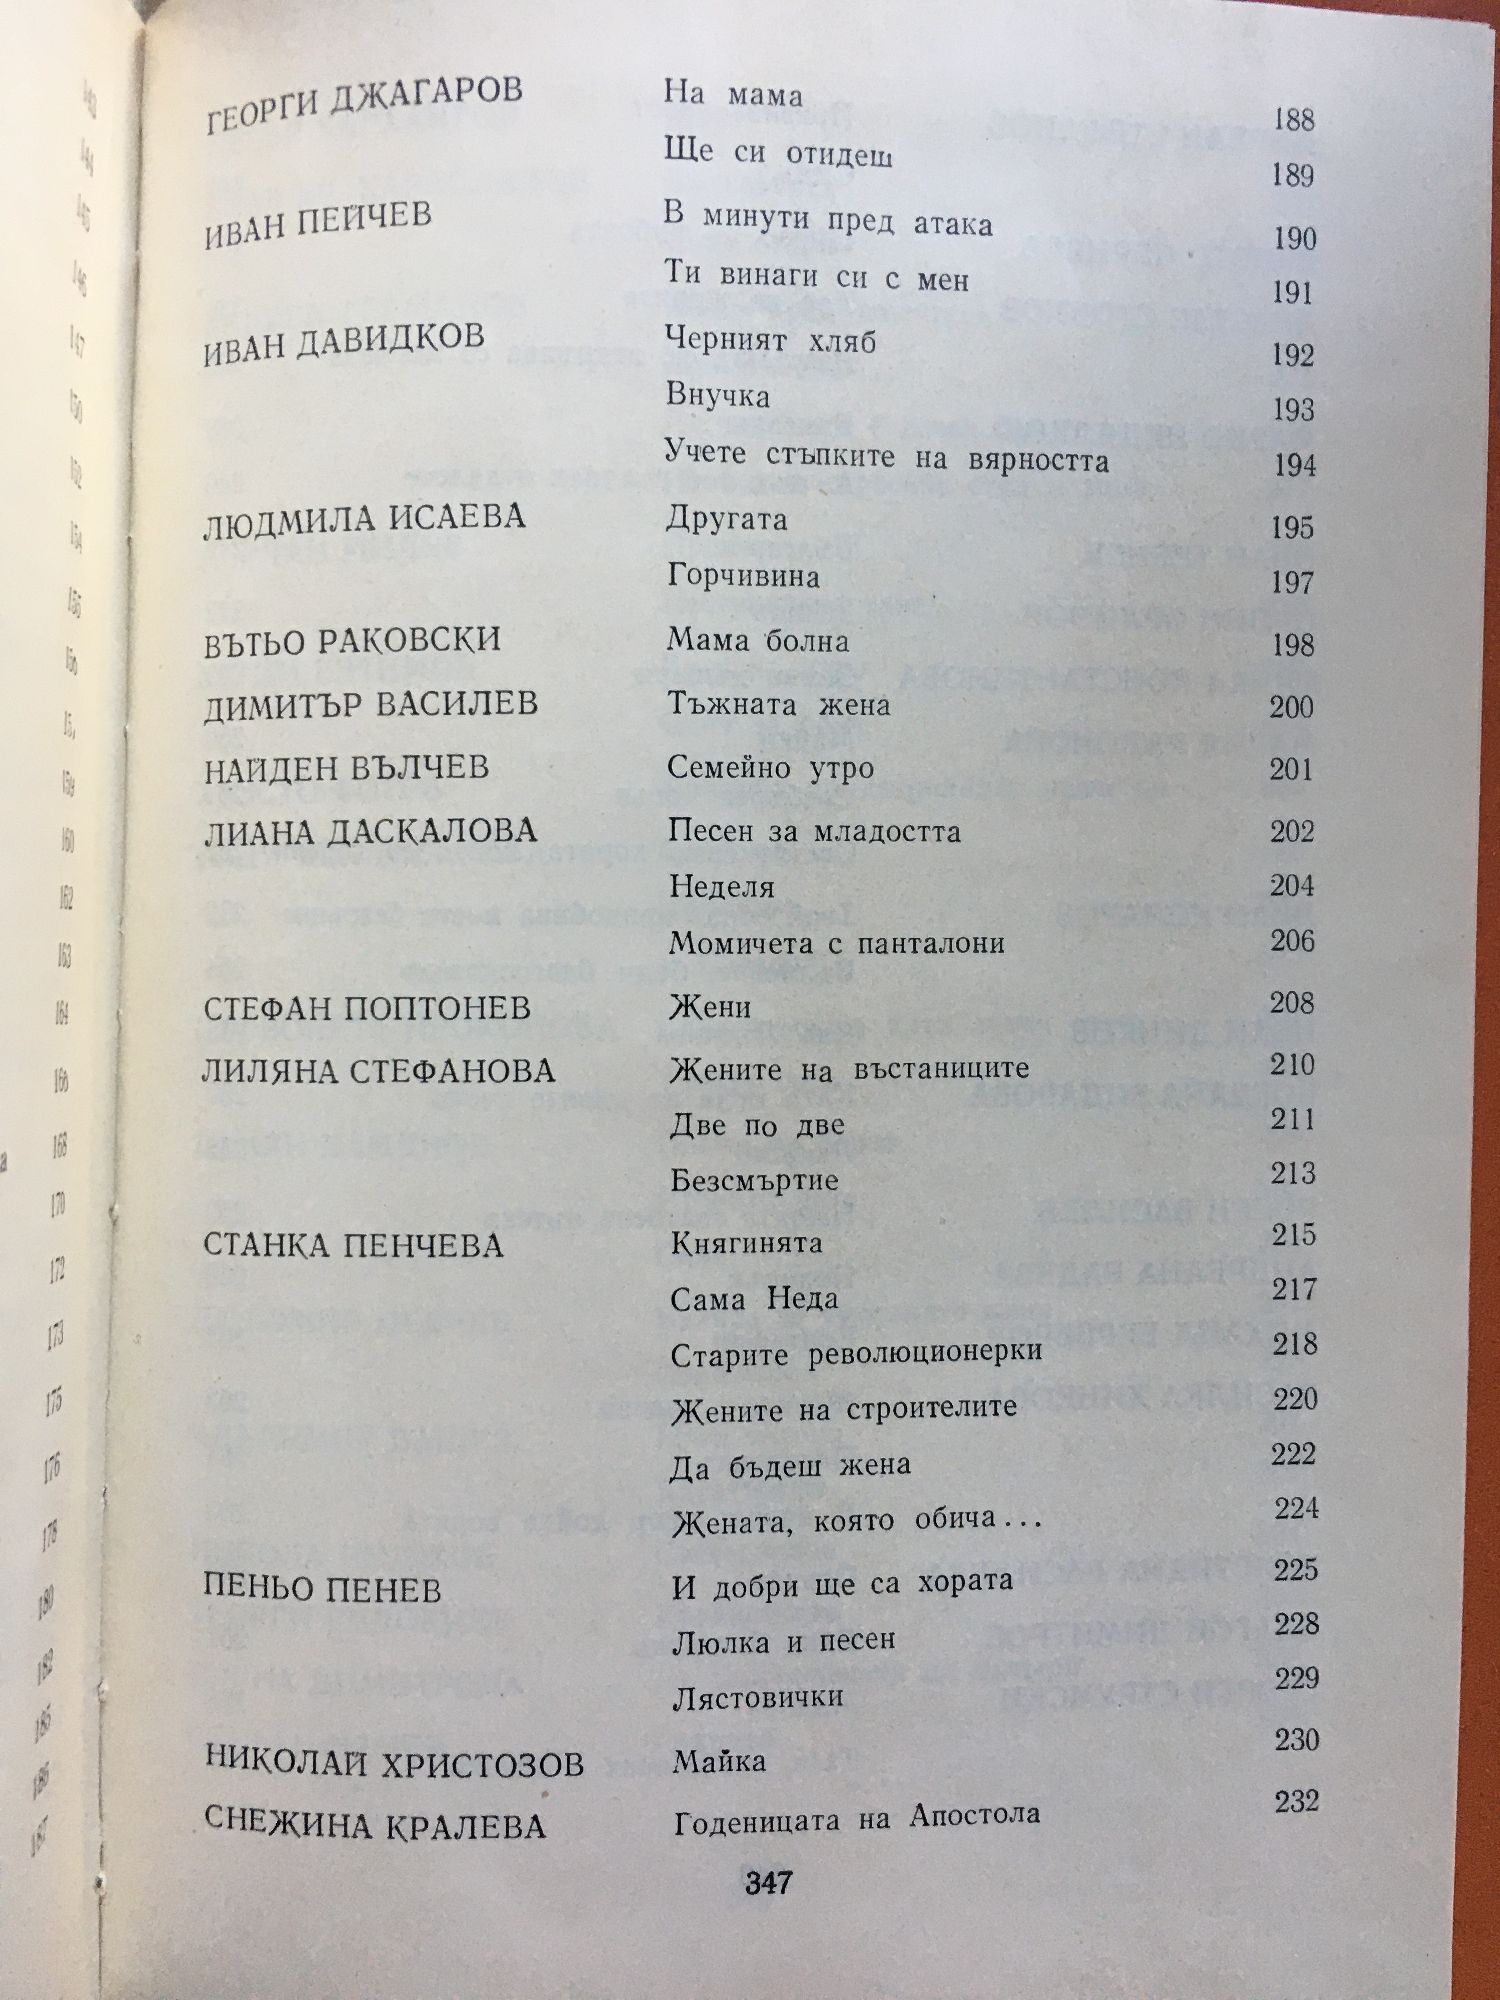 ГЕОРГИ ДЖАГАРОВ На мама 188
Ще си отидеш 189
ИВАН ПЕЙЧЕВ В минути пред атака 190
Ти винаги си с мен 191
ИВАН ДАВИДКОВ Черният хляб 192
Внучка 193
Учете стъпките на вярността 194
ЛЮДМИЛА ИСАЕВА Другата 195
Горчивина 197
ВЪТЬО РАКОВСКИ Мама болна 198
ДИМИТЪР ВАСИЛЕВ Тъжната жена 200
НАЙДЕН ВЪЛЧЕВ Семейно утро 201
ЛИАНА ДАСКАЛОВА Песен за младостта 202
Неделя 204
Момичета с панталони 206
СТЕФАН ПОПТОНЕВ Жени 208
ЛИЛЯНА СТЕФАНОВА Жените на въстаниците 210
Две по две 211
Безсмъртие 213
СТАНКА ПЕНЧЕВА Княгинята 215
Сама Неда 217
Старите революционерки 218
Жените на строителите 220
Да бъдеш жена 222
Жената, която обича... 224
ПЕНЬО ПЕНЕВ И добри ще са хората 225
Люлка и песен 228
Лястовички 229
НИКОЛАЙ ХРИСТОЗОВ Майка 230
СНЕЖИНА КРАЛЕВА Годеницата на Апостола 232
347